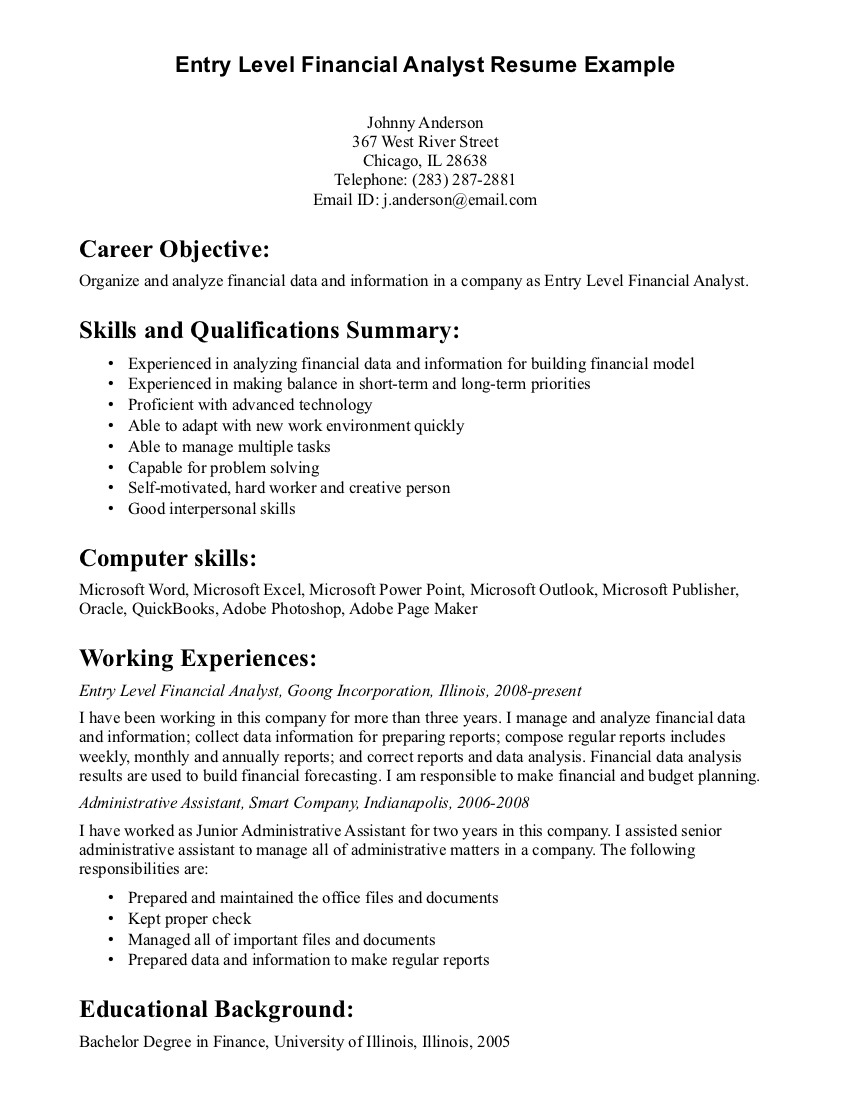 Entry Level Financial Analyst Resume Example
Johnny Anderson
367 West River Street
Chicago, IL 28638
Telephone: (283) 287-2881
Email ID: j.anderson@email.com
Career Objective:
Organize and analyze financial data and information in a company as Entry Level Financial Analyst.
Skills and Qualifications Summary:
• Experienced in analyzing financial data and information for building financial model
• Experienced in making balance in short-term and long-term priorities
• Proficient with advanced technology
• Able to adapt with new work environment quickly
• Able to manage multiple tasks
• Capable for problem solving
• Self-motivated, hard worker and creative person
• Good interpersonal skills
Computer skills:
Microsoft Word, Microsoft Excel, Microsoft Power Point, Microsoft Outlook, Microsoft Publisher,
Oracle, QuickBooks, Adobe Photoshop, Adobe Page Maker
Working Experiences:
Entry Level Financial Analyst, Goong Incorporation, Illinois, 2008-present
I have been working in this company for more than three years. I manage and analyze financial data
and information; collect data information for preparing reports; compose regular reports includes
weekly, monthly and annually reports; and correct reports and data analysis. Financial data analysis
results are used to build financial forecasting. I am responsible to make financial and budget planning.
Administrative Assistant, Smart Company, Indianapolis, 2006-2008
I have worked as Junior Administrative Assistant for two years in this company. I assisted senior
administrative assistant to manage all of administrative matters in a company. The following
responsibilities are:
• Prepared and maintained the office files and documents
• Kept proper check
• Managed all of important files and documents
• Prepared data and information to make regular reports
Educational Background:
Bachelor Degree in Finance, University of Illinois, Illinois, 2005